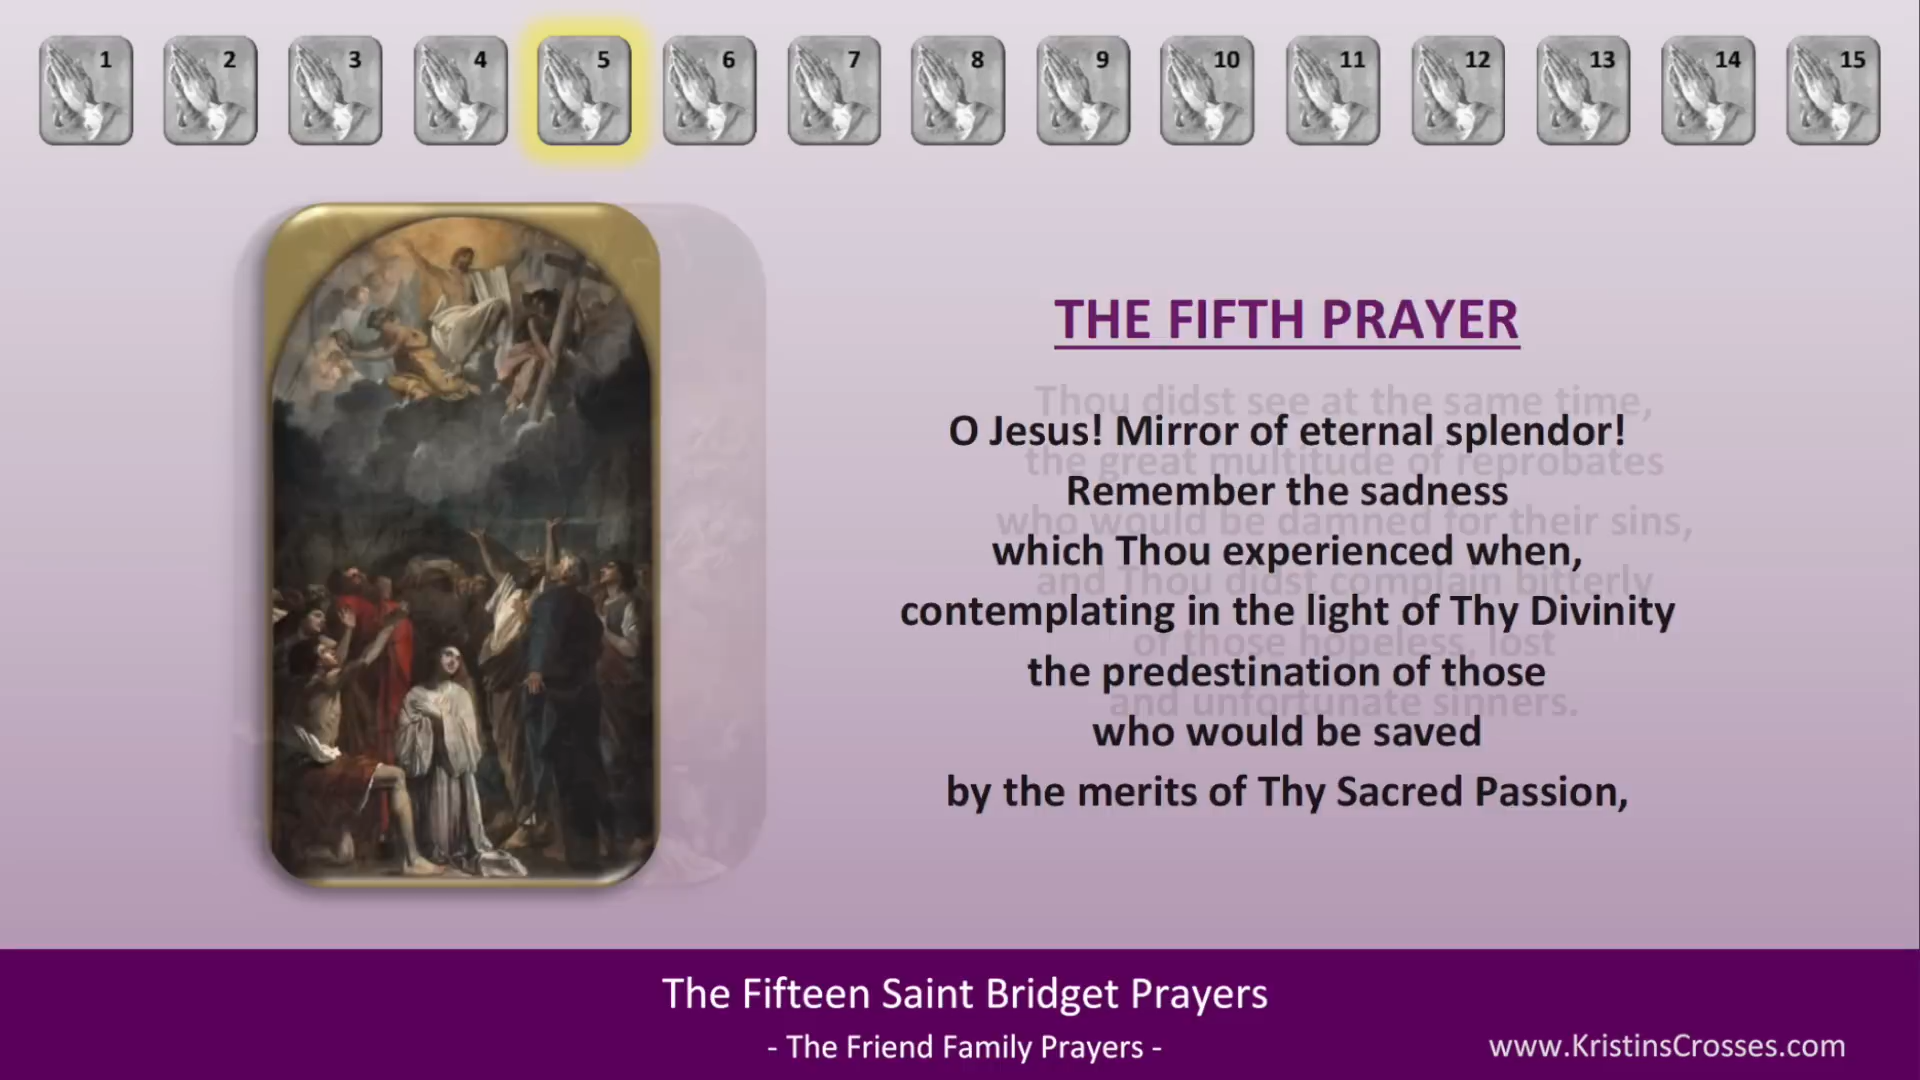 1 2 3 4 5 6 7 8 9 10 11 12 13 14 15
THE FIFTH PRAYER
O Jesus! Mirror of eternal splendor!
Remember the sadness
which Thou experienced when,
contemplating in the light of Thy Divinity
the predestination of those
who would be saved
by the merits of Thy Sacred Passion,
Thou didst see at the same time,
the great multitude of reprobates
who would be damned for their sins,
and Thou didst complain bitterly
of those hopeless, lost
and unfortunate sinners.
The Fifteen Saint Bridget Prayers
- The Friend Family Prayers -
www.KristinsCrosses.com